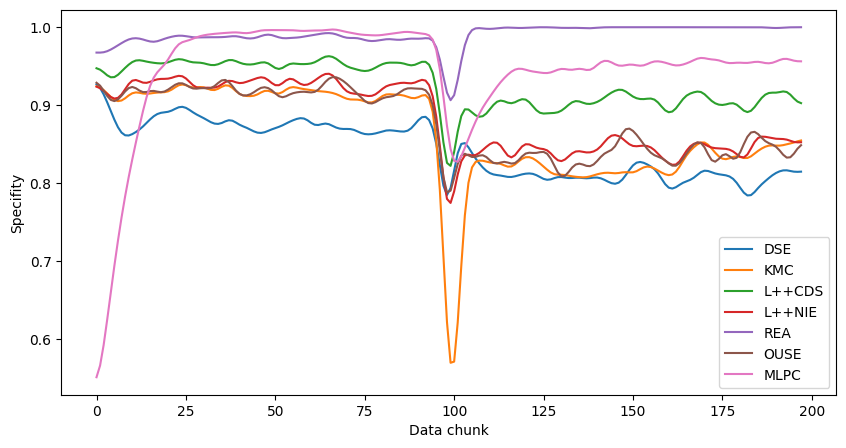 1.0
0.9
0.8
0.7
0.6
Specifity
0
25
50
75
100
125
150
175
200
Data chunk
DSE
KMC
L++CDS
L++NIE
REA
OUSE
MLPC